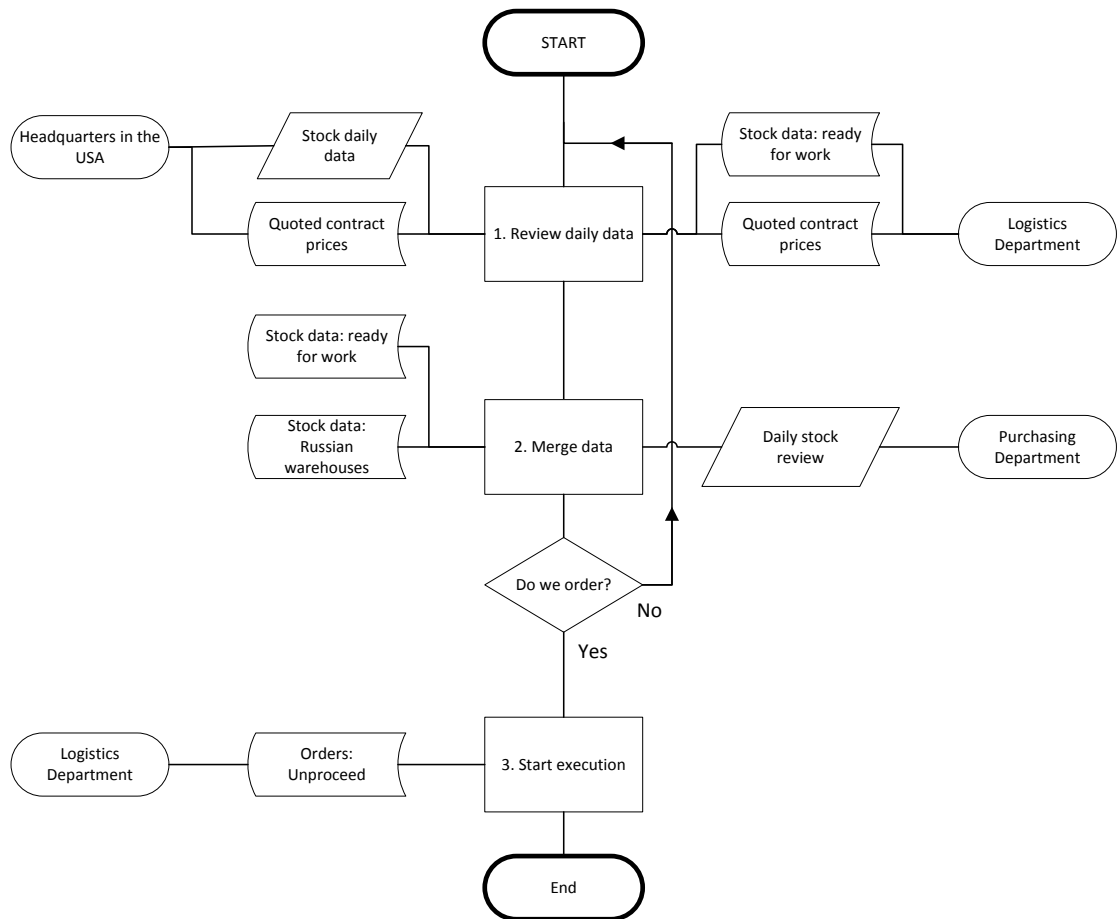 START
Headquarters in the
USA
Stock daily
data
Stock data: ready
for work
Quoted contract
prices
1. Review daily data
Quoted contract
prices
Logistics
Department
Stock data: ready
for work
Stock data:
Russian
warehouses
2. Merge data
Daily stock
review
Purchasing
Department
Do we order?
No
Yes
Logistics
Department
Orders:
Unproceed
3. Start execution
End